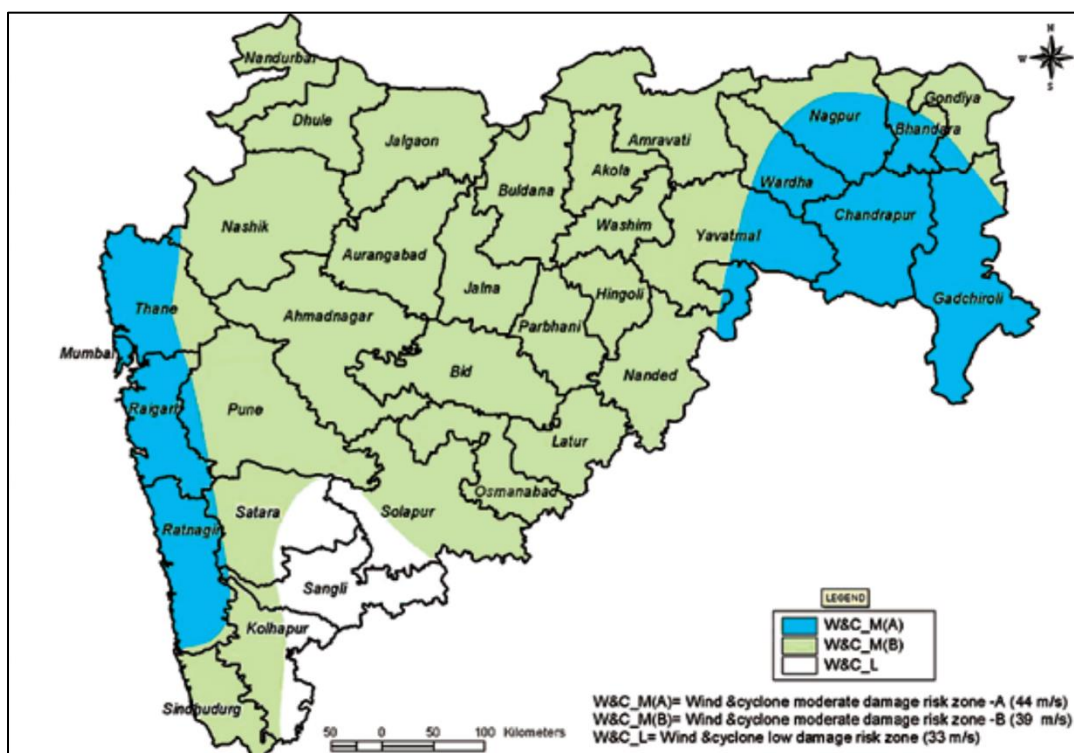 N
W
S
Nandurbar
Gondiya
Dhule
Nagpur
Bhandara
Jalgaon
Amravati
Akola
Buldana
Wardha
Nashik
Washim
Chandrapur
Yavatmal
Aurangabad
Jalna
Hingoli
Gadchiroli
Thane
Ahmadnagar
Parbhani
Mumbai
Bid
Nanded
Raigarh
Pune
Latur
Osmanabad
Satara
Solapur
Ratnagiri
Sangli
Kolhapur
Sindhudurg
LEGEND
W&C_M(A)
W&C_M(B)
W&C_L
W&C_M(A)= Wind &cyclone moderate damage risk zone -A (44 m/s)
W&C_M(B)= Wind &cyclone moderate damage risk zone -B (39 m/s)
W&C_L= Wind &cyclone low damage risk zone (33 m/s)
50 0 50 100 Kilometers